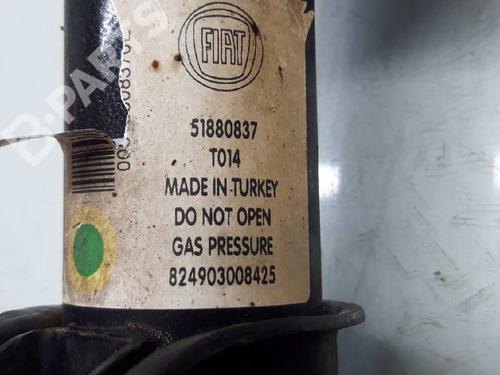 FIAT
51880837
T014
MADE IN TURKEY
DO NOT OPEN
GAS PRESSURE
824903008425